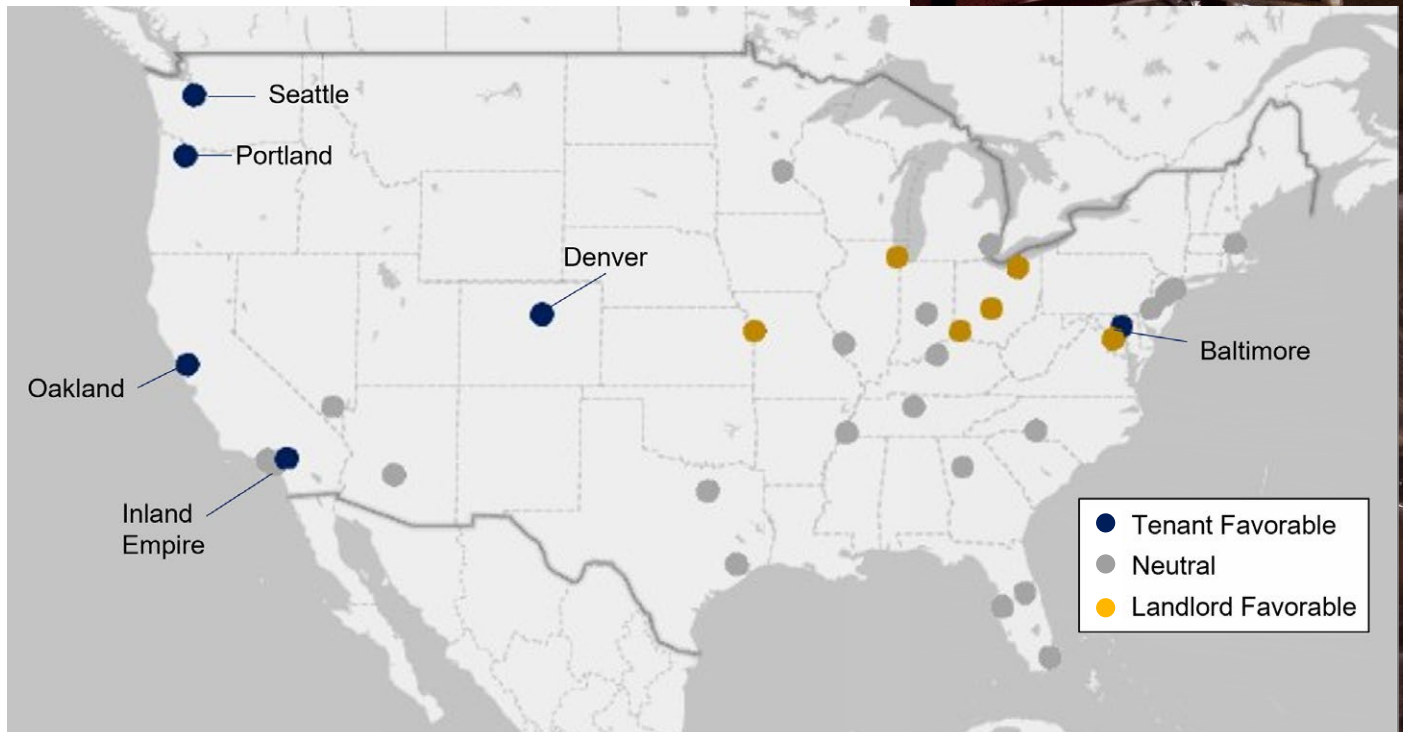 Seattle
Portland
Denver
Baltimore
Oakland
Inland
Empire
Tenant Favorable
Neutral
Landlord Favorable